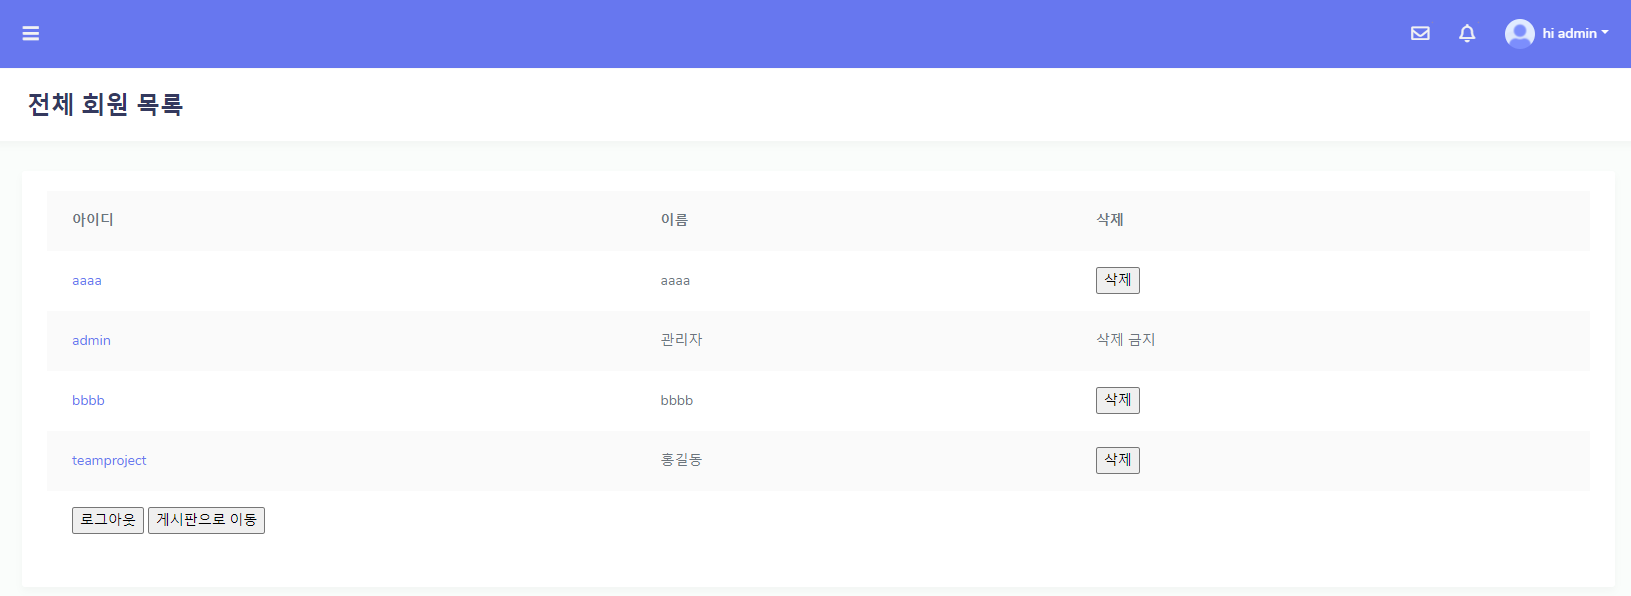 hi admin
전체 회원 목록
아이디 이름 삭제
aaaa aaaa 삭제
admin 관리자 삭제 금지
bbbb bbbb 삭제
teamproject 홍길동 삭제
로그아웃 게시판으로 이동